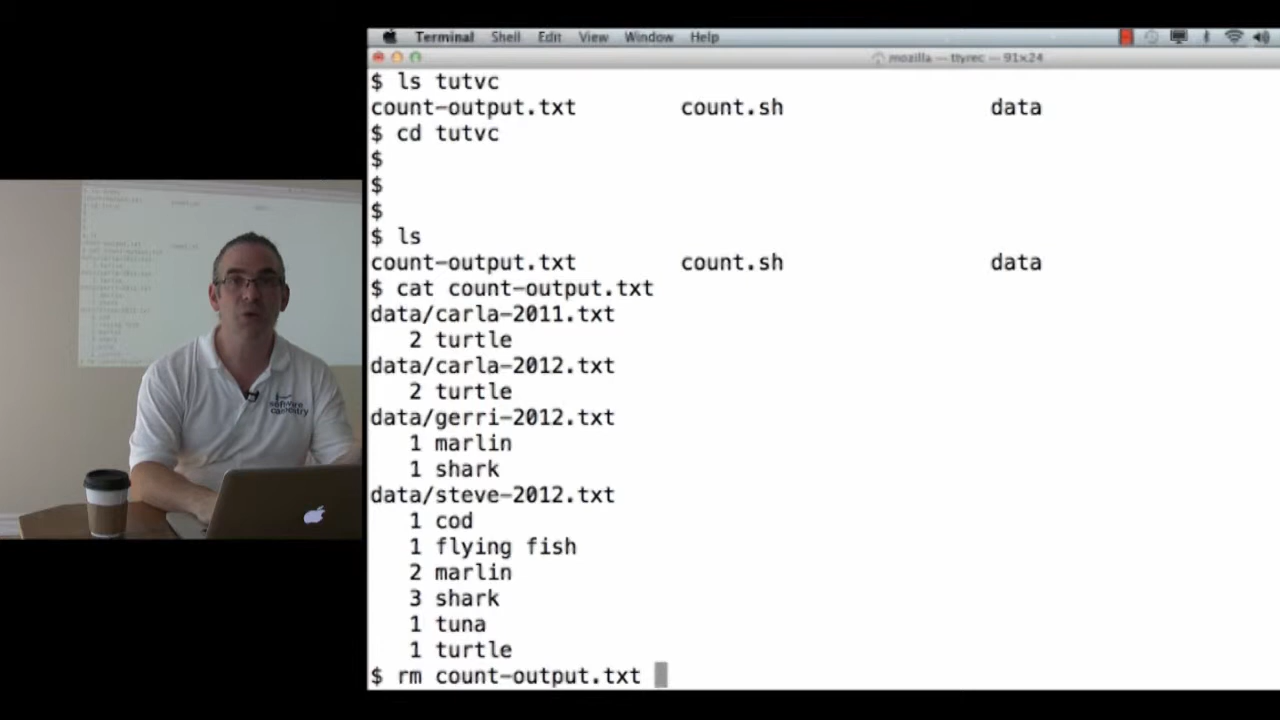 Terminal Shell Edit View Window Help
mozilla — ttyrec — 91×24
$ ls tutvc
count-output.txt count.sh data
$ cd tutvc
$
$
$
$ ls
count-output.txt count.sh data
$ cat count-output.txt
data/carla-2011.txt
2 turtle
data/carla-2012.txt
2 turtle
data/gerri-2012.txt
1 marlin
1 shark
data/steve-2012.txt
1 cod
1 flying fish
2 marlin
3 shark
1 tuna
1 turtle
$ rm count-output.txt
software
carpentry